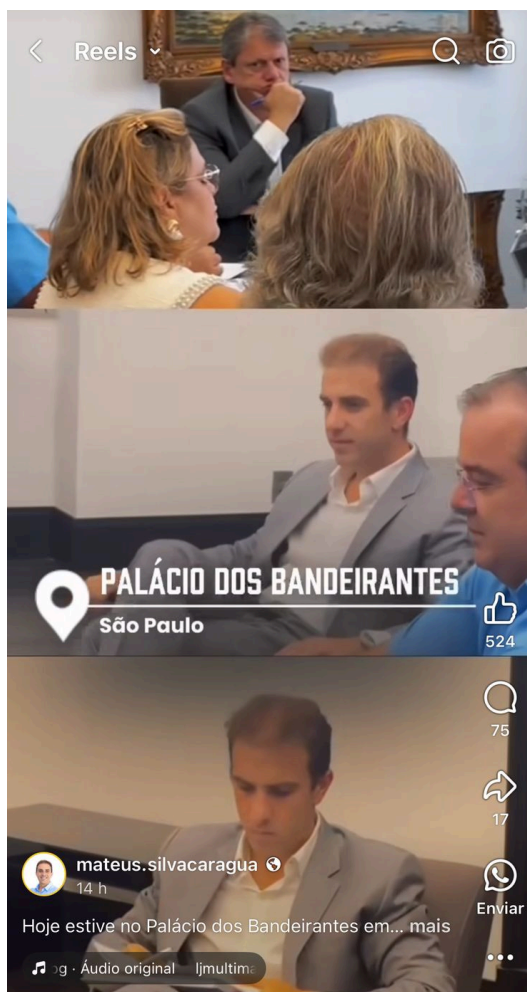 Reels
PALÁCIO DOS BANDEIRANTES
São Paulo
524
75
17
mateus.silvacaragua
14 h
Enviar
Hoje estive no Palácio dos Bandeirantes em... mais
og · Áudio original ljmultima